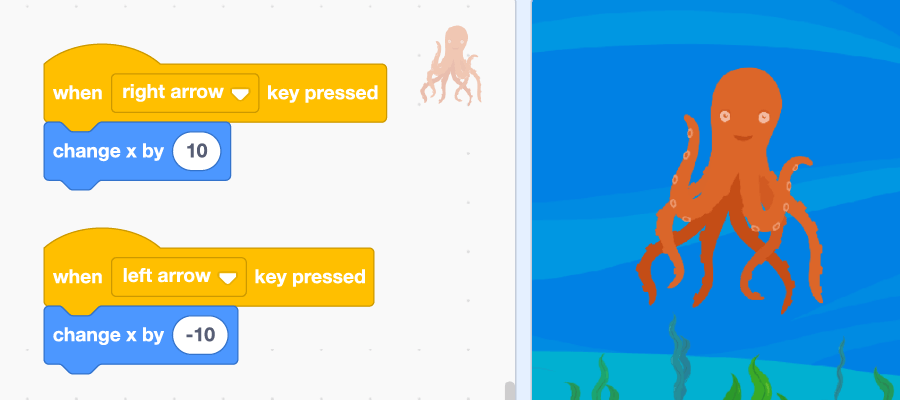 when right arrow key pressed
change x by 10
when left arrow key pressed
change x by -10